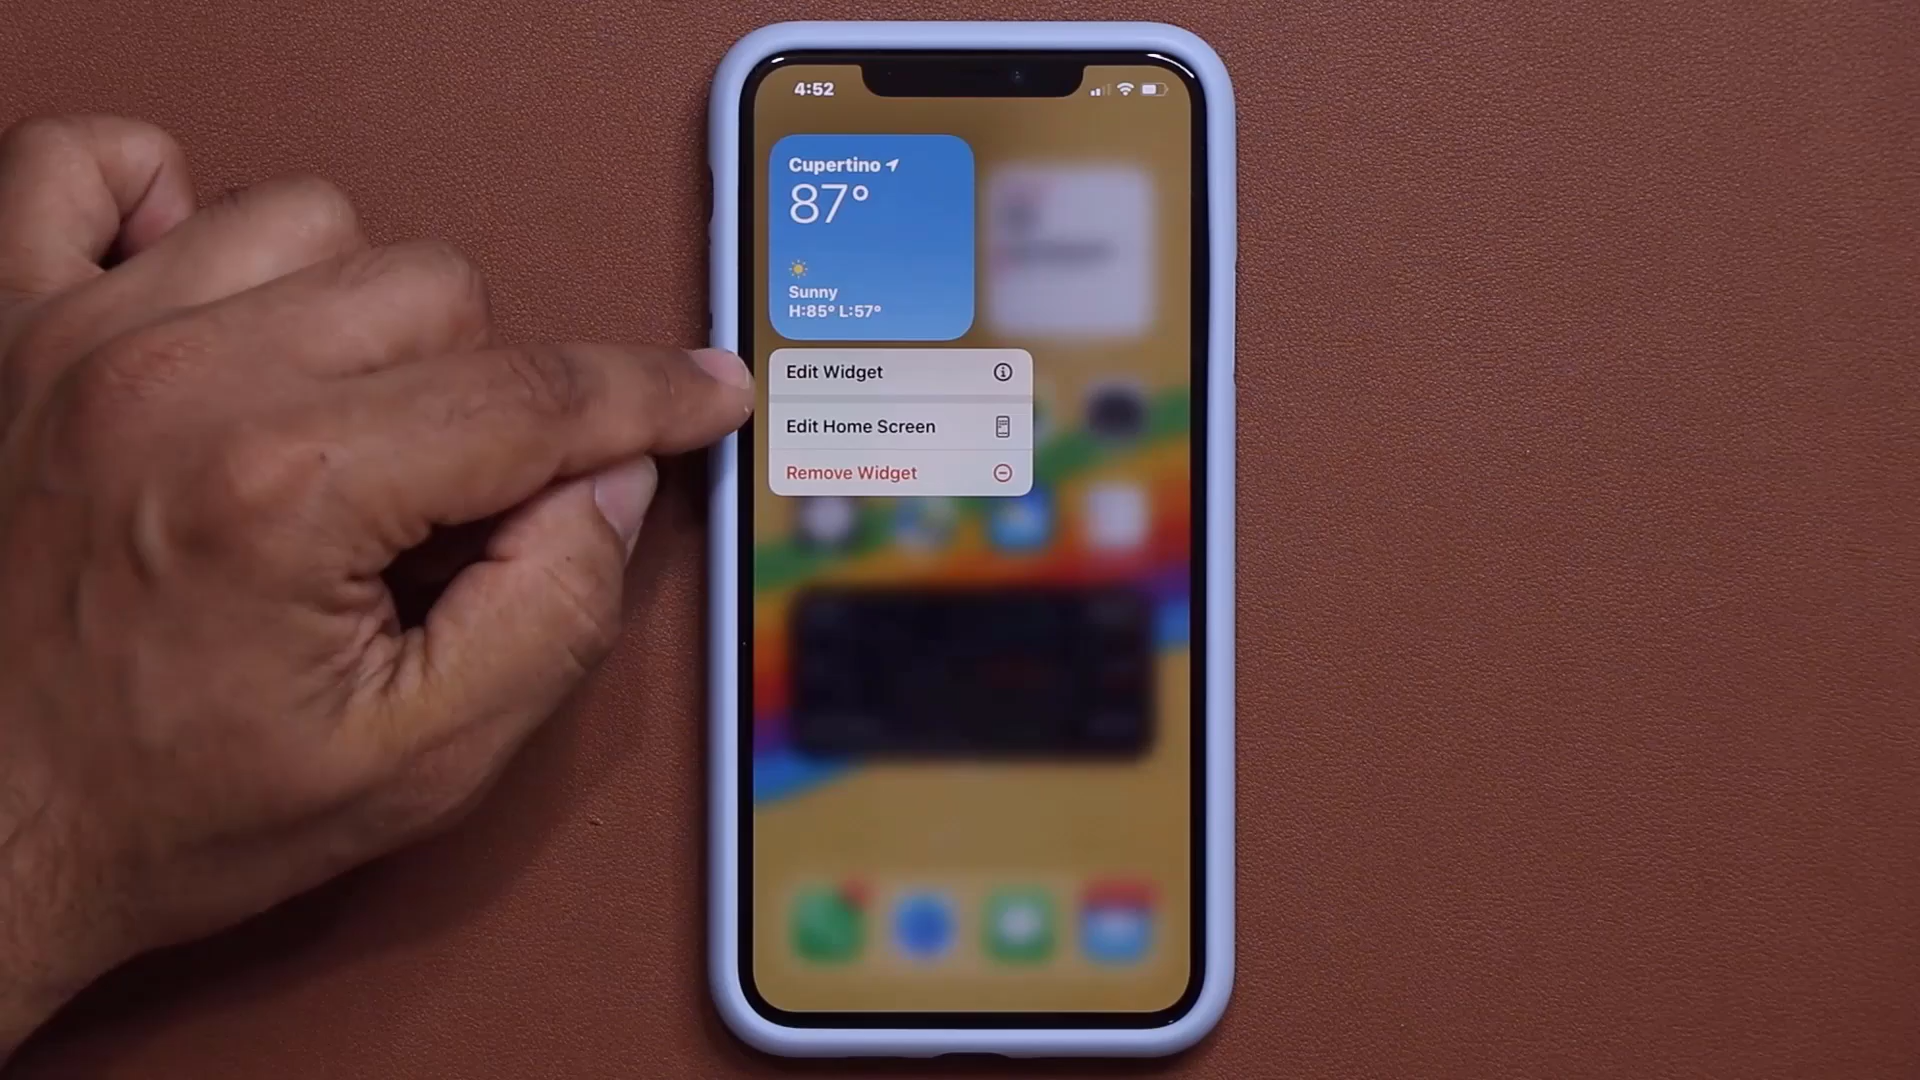 4:52
Cupertino
87°
Sunny
H:85° L:57°
Edit Widget
Edit Home Screen
Remove Widget